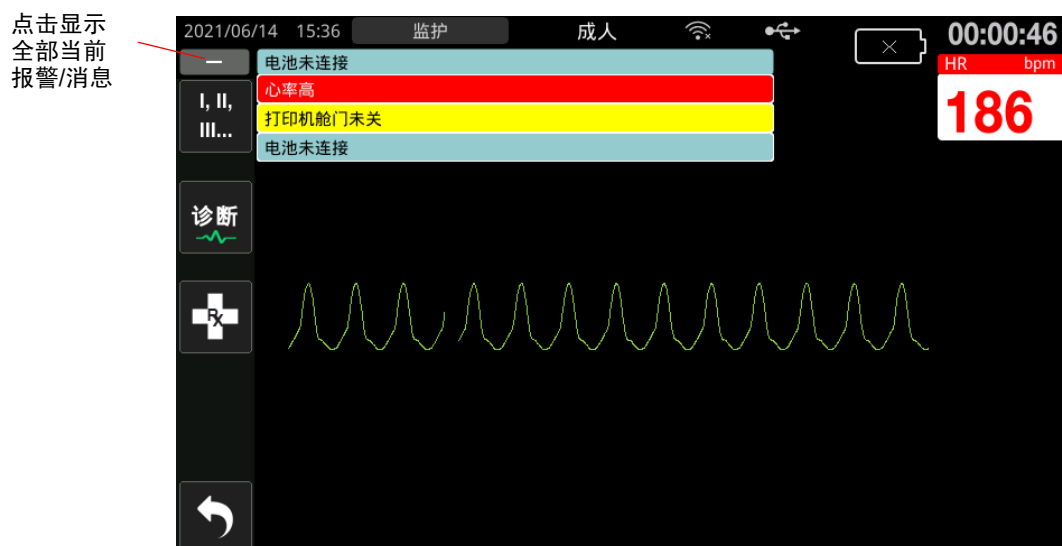 点击显示
全部当前
报警/消息
2021/06/14 15:36 监护 成人 00:00:46
电池未连接
HR bpm
心率高
186
I, II,
III...
打印机舱门未关
电池未连接
诊断
Rx